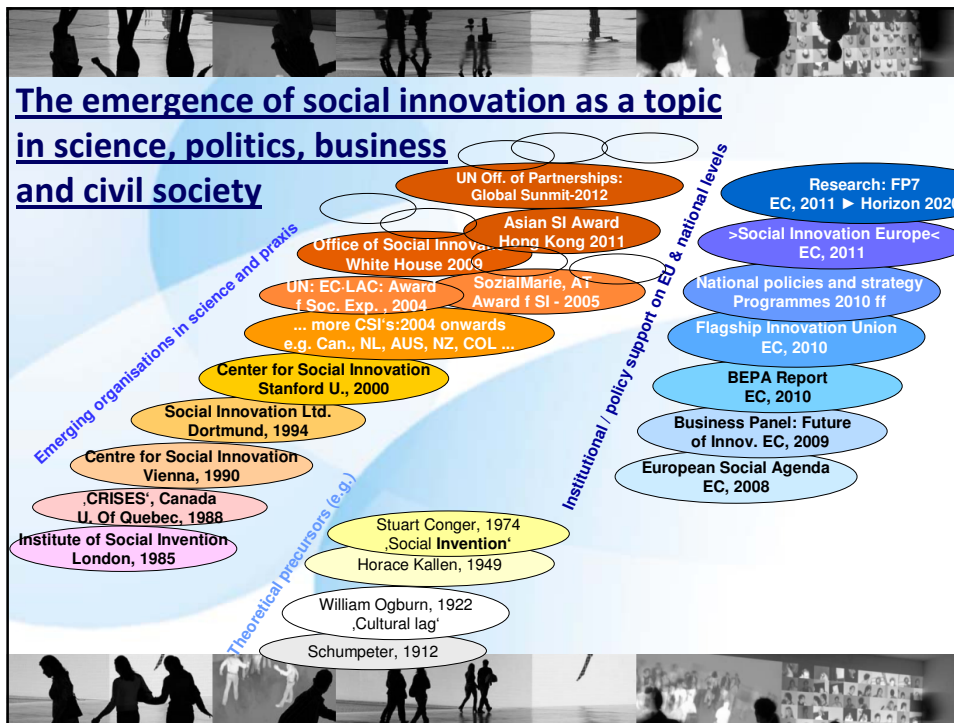 The emergence of social innovation as a topic
in science, politics, business
and civil society
Emerging organisations in science and praxis
UN Off. of Partnerships:
Global Summit-2012
Asian SI Award
Hong Kong 2011
Office of Social Innova
White House 2009
SozialMarie, AT
Award f SI - 2005
UN: EC-LAC: Award
f Soc. Exp. , 2004
... more CSI's:2004 onwards
e.g. Can., NL, AUS, NZ, COL ...
Center for Social Innovation
Stanford U., 2000
Social Innovation Ltd.
Dortmund, 1994
Centre for Social Innovation
Vienna, 1990
‚CRISES‘, Canada
U. Of Quebec, 1988
Institute of Social Invention
London, 1985
Theoretical precursors (e.g.)
Stuart Conger, 1974
‚Social Invention‘
Horace Kallen, 1949
William Ogburn, 1922
‚Cultural lag‘
Schumpeter, 1912
Institutional / policy support on EU & national levels
Research: FP7
EC, 2011 ► Horizon 2020
>Social Innovation Europe<
EC, 2011
National policies and strategy
Programmes 2010 ff
Flagship Innovation Union
EC, 2010
BEPA Report
EC, 2010
Business Panel: Future
of Innov. EC, 2009
European Social Agenda
EC, 2008